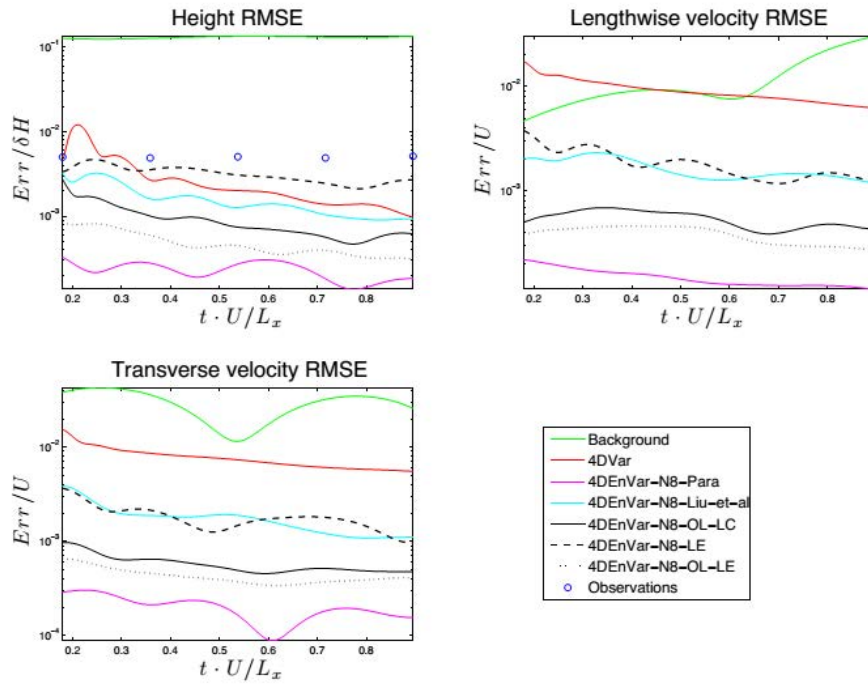 Height RMSE
Lengthwise velocity RMSE
10⁻¹
10⁻²
10⁻³
Err/δH
0.2 0.3 0.4 0.5 0.6 0.7 0.8
t · U/Lₓ
10⁻²
10⁻³
Err/U
0.2 0.3 0.4 0.5 0.6 0.7 0.8
t · U/Lₓ
Transverse velocity RMSE
10⁻²
10⁻³
10⁻⁴
Err/U
0.2 0.3 0.4 0.5 0.6 0.7 0.8
t · U/Lₓ
Background
4DVar
4DEnVar−N8−Para
4DEnVar−N8−Liu−et−al
4DEnVar−N8−OL−LC
4DEnVar−N8−LE
4DEnVar−N8−OL−LE
Observations